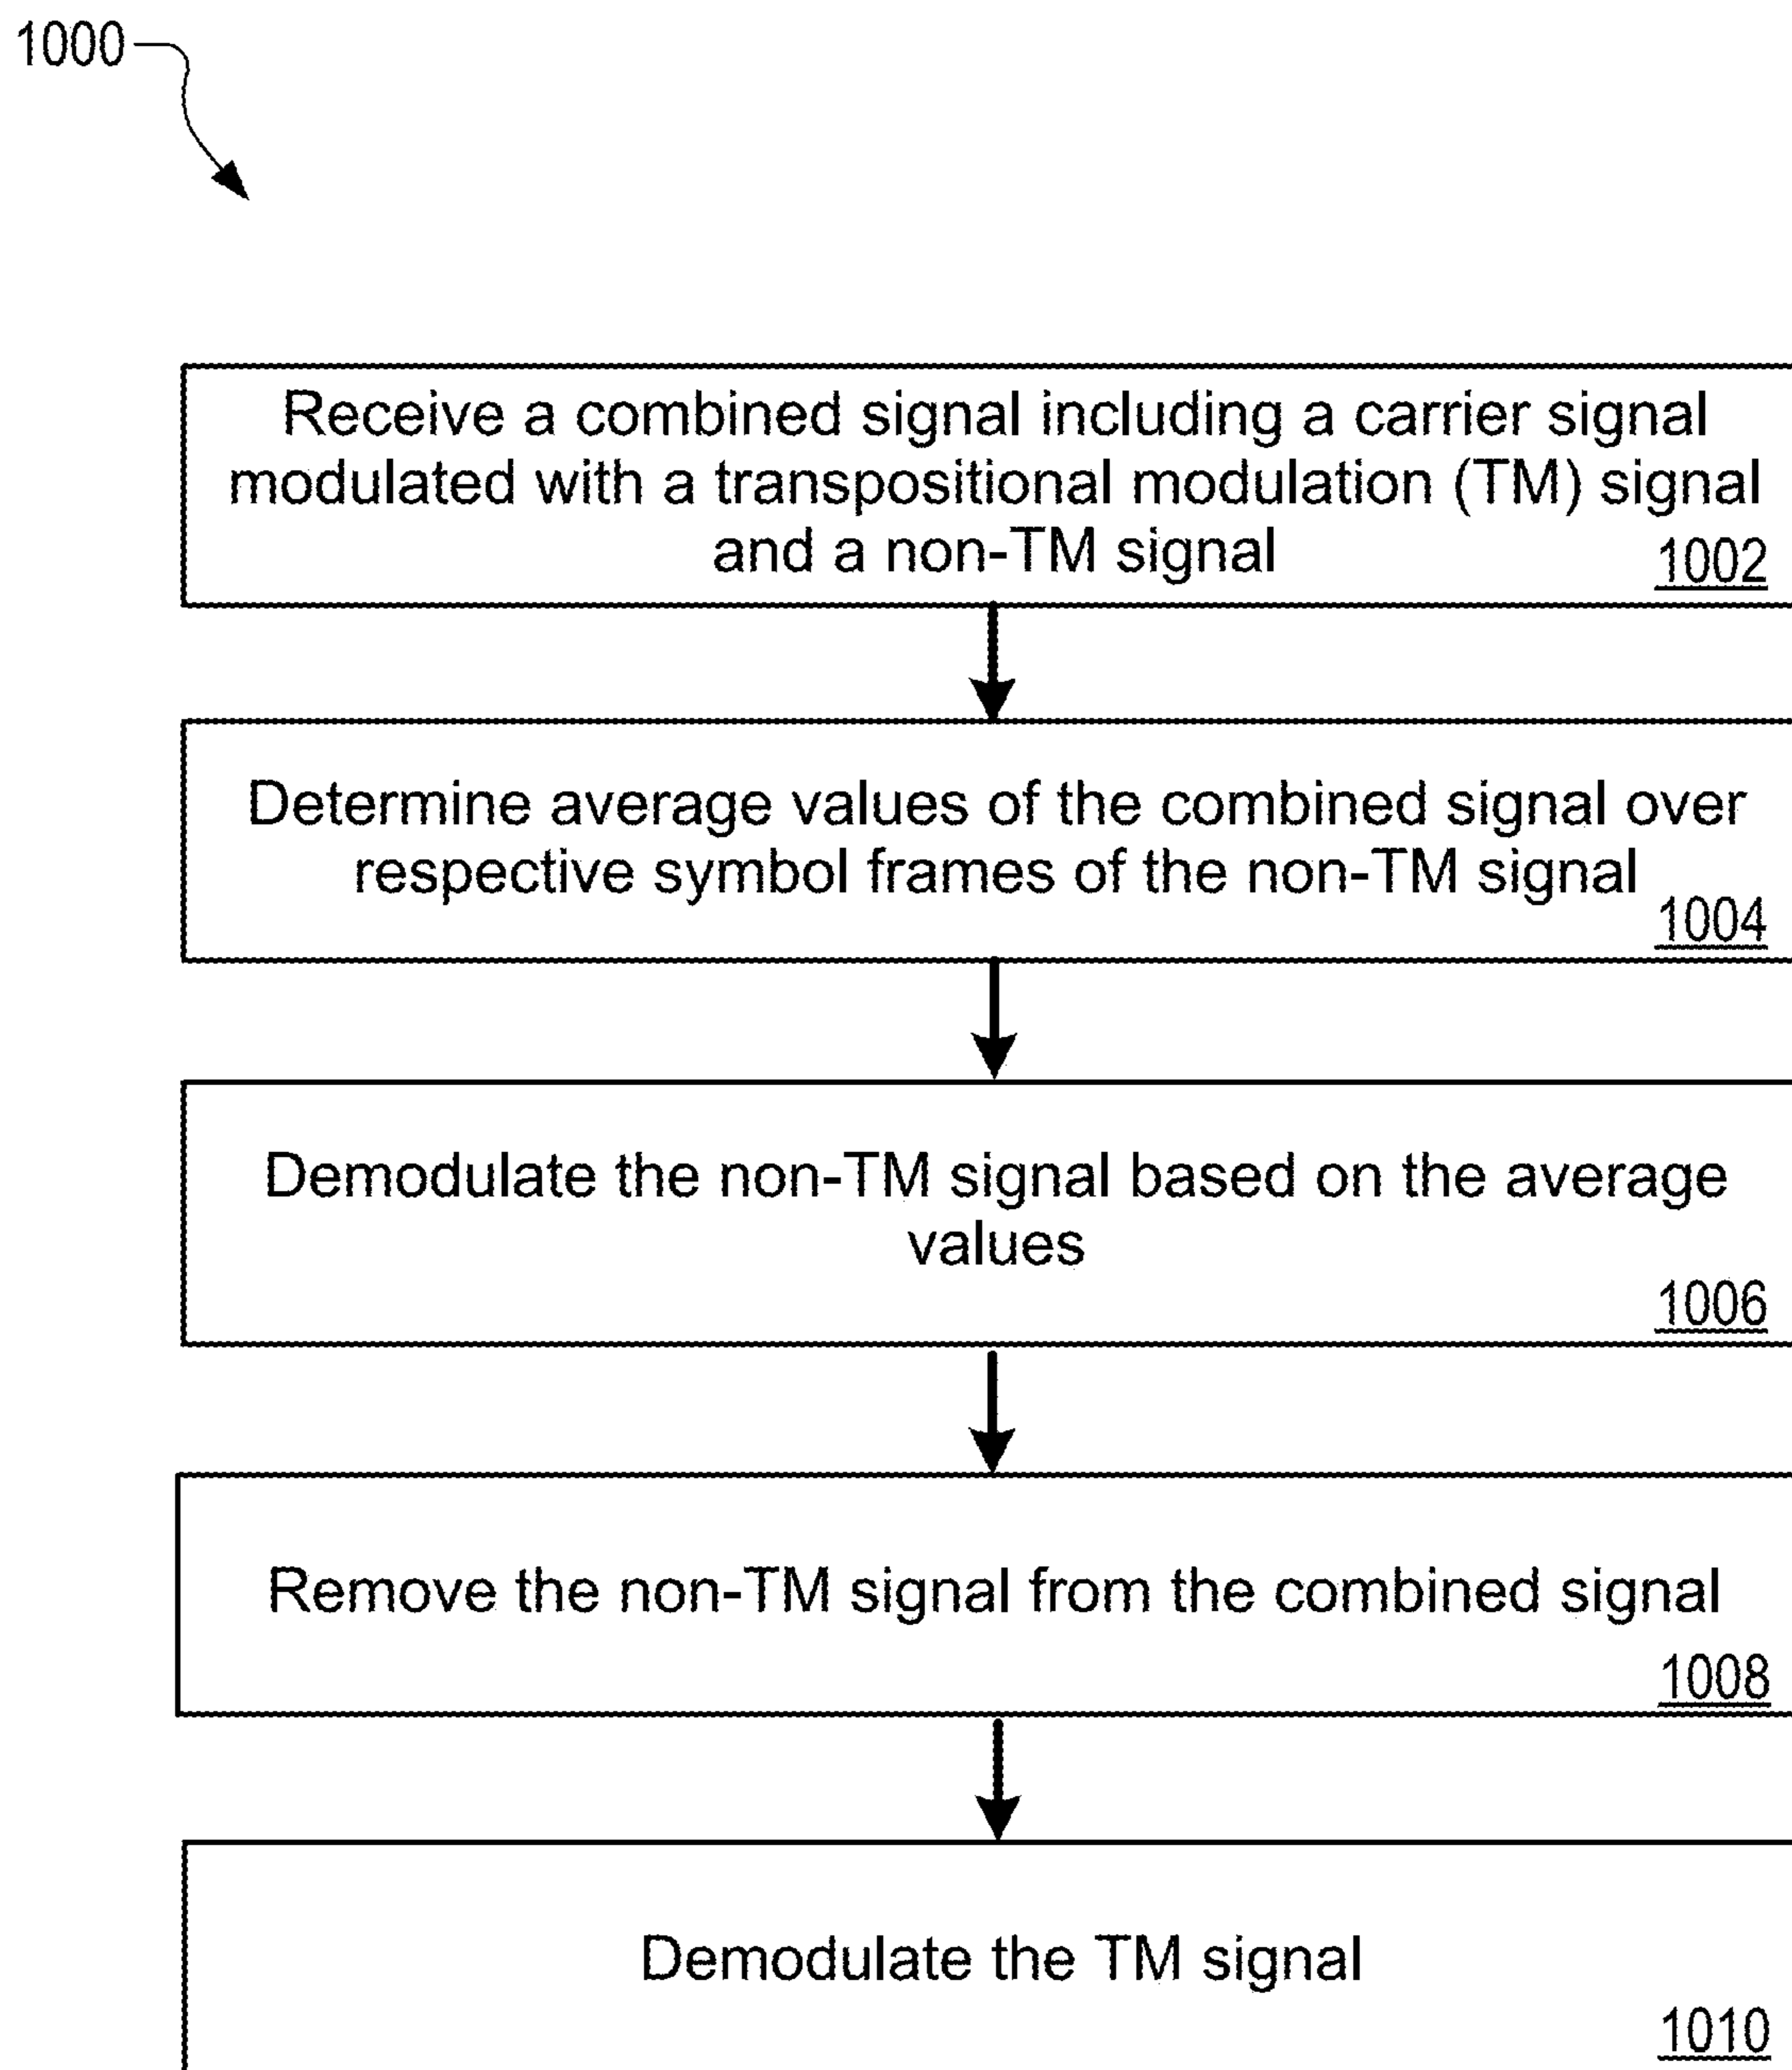 1000
Receive a combined signal including a carrier signal
modulated with a transpositional modulation (TM) signal
and a non-TM signal
1002
Determine average values of the combined signal over
respective symbol frames of the non-TM signal
1004
Demodulate the non-TM signal based on the average
values
1006
Remove the non-TM signal from the combined signal
1008
Demodulate the TM signal
1010